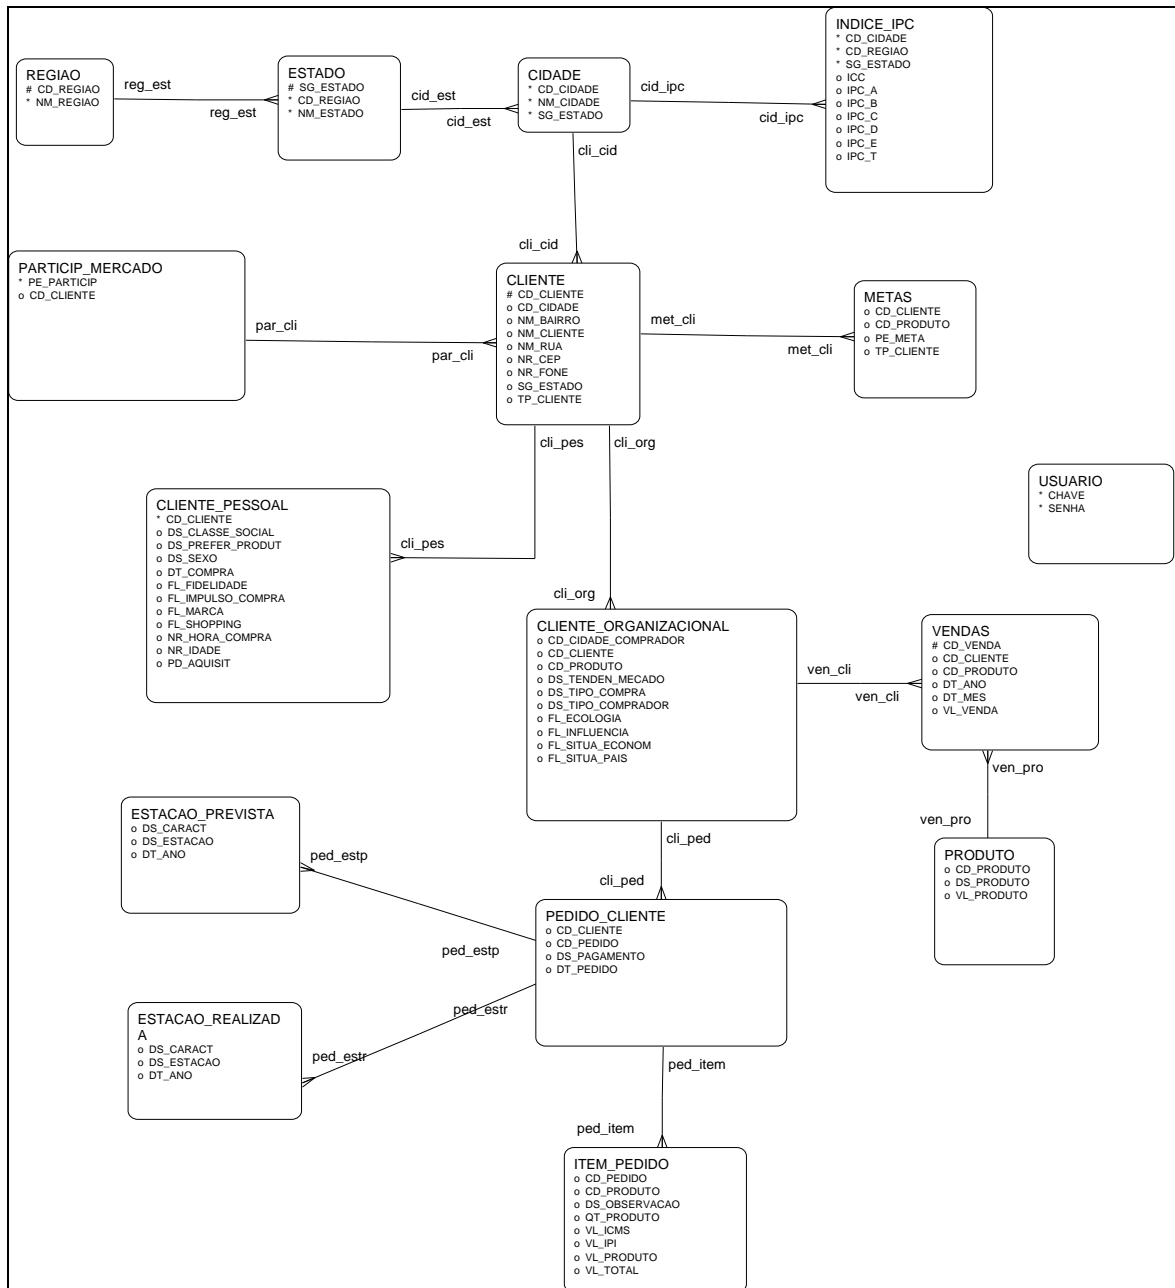 REGIAO
# CD_REGIAO
* NM_REGIAO
reg_est
reg_est
ESTADO
# SG_ESTADO
* CD_REGIAO
* NM_ESTADO
cid_est
cid_est
CIDADE
* CD_CIDADE
* NM_CIDADE
* SG_ESTADO
cid_ipc
cid_ipc
INDICE_IPC
* CD_CIDADE
* CD_REGIAO
* SG_ESTADO
o ICC
o IPC_A
o IPC_B
o IPC_C
o IPC_D
o IPC_E
o IPC_T
cli_cid
cli_cid
PARTICIP_MERCADO
* PE_PARTICIP
o CD_CLIENTE
par_cli
par_cli
CLIENTE
# CD_CLIENTE
o CD_CIDADE
o NM_BAIRRO
o NM_CLIENTE
o NM_RUA
o NR_CEP
o NR_FONE
o SG_ESTADO
o TP_CLIENTE
met_cli
met_cli
METAS
o CD_CLIENTE
o CD_PRODUTO
o PE_META
o TP_CLIENTE
cli_pes
cli_org
USUARIO
* CHAVE
* SENHA
CLIENTE_PESSOAL
* CD_CLIENTE
o DS_CLASSE_SOCIAL
o DS_PREFER_PRODUT
o DS_SEXO
o DT_COMPRA
o FL_FIDELIDADE
o FL_IMPULSO_COMPRA
o FL_MARCA
o FL_SHOPPING
o NR_HORA_COMPRA
o NR_IDADE
o PD_AQUISIT
cli_pes
cli_org
CLIENTE_ORGANIZACIONAL
o CD_CIDADE_COMPRADOR
o CD_CLIENTE
o CD_PRODUTO
o DS_TENDEN_MECADO
o DS_TIPO_COMPRA
o DS_TIPO_COMPRADOR
o FL_ECOLOGIA
o FL_INFLUENCIA
o FL_SITUA_ECONOM
o FL_SITUA_PAIS
ven_cli
ven_cli
VENDAS
# CD_VENDA
o CD_CLIENTE
o CD_PRODUTO
o DT_ANO
o DT_MES
o VL_VENDA
ven_pro
ven_pro
PRODUTO
o CD_PRODUTO
o DS_PRODUTO
o VL_PRODUTO
ESTACAO_PREVISTA
o DS_CARACT
o DS_ESTACAO
o DT_ANO
ped_estp
ped_estp
cli_ped
cli_ped
PEDIDO_CLIENTE
o CD_CLIENTE
o CD_PEDIDO
o DS_PAGAMENTO
o DT_PEDIDO
ESTACAO_REALIZAD
A
o DS_CARACT
o DS_ESTACAO
o DT_ANO
ped_estr
ped_estr
ped_item
ped_item
ITEM_PEDIDO
o CD_PEDIDO
o CD_PRODUTO
o DS_OBSERVACAO
o QT_PRODUTO
o VL_ICMS
o VL_IPI
o VL_PRODUTO
o VL_TOTAL